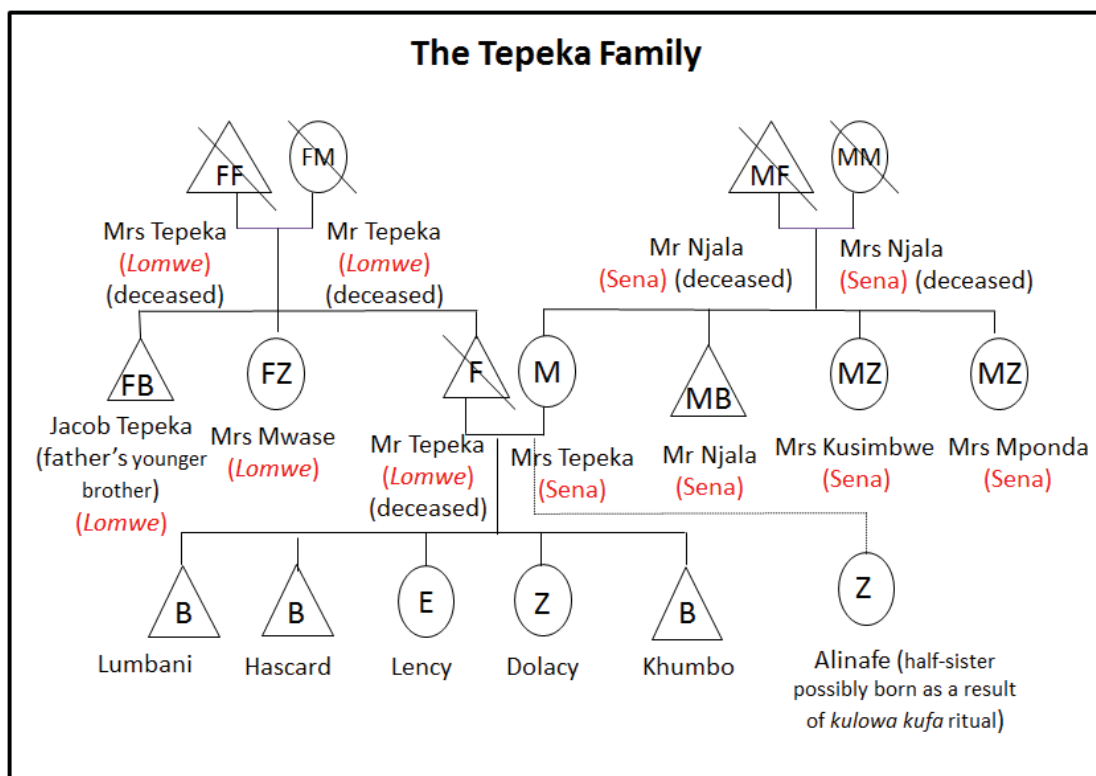 The Tepeka Family
FF
FM
MF
MM
Mrs Tepeka
(Lomwe)
(deceased)
Mr Tepeka
(Lomwe)
(deceased)
Mr Njala
(Sena) (deceased)
Mrs Njala
(Sena) (deceased)
FB
FZ
F
M
MB
MZ
MZ
Jacob Tepeka
(father's younger
brother)
(Lomwe)
Mrs Mwase
(Lomwe)
Mr Tepeka
(Lomwe)
(deceased)
Mrs Tepeka
(Sena)
Mr Njala
(Sena)
Mrs Kusimbwe
(Sena)
Mrs Mponda
(Sena)
B
B
E
Z
B
Z
Lumbani
Hascard
Lency
Dolacy
Khumbo
Alinafe (half-sister
possibly born as a result
of kulowa kufa ritual)